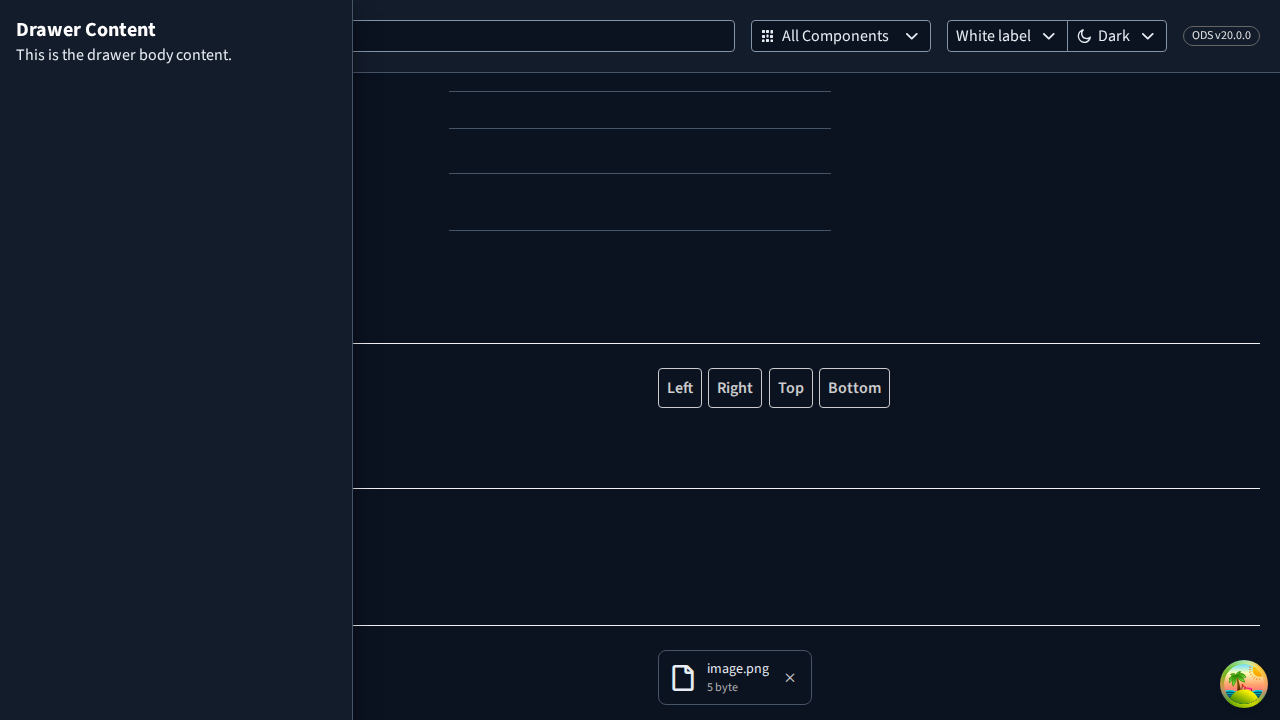 Drawer Content
This is the drawer body content.
All Components
White label
Dark
ODS v20.0.0
Left
Right
Top
Bottom
image.png
5 byte